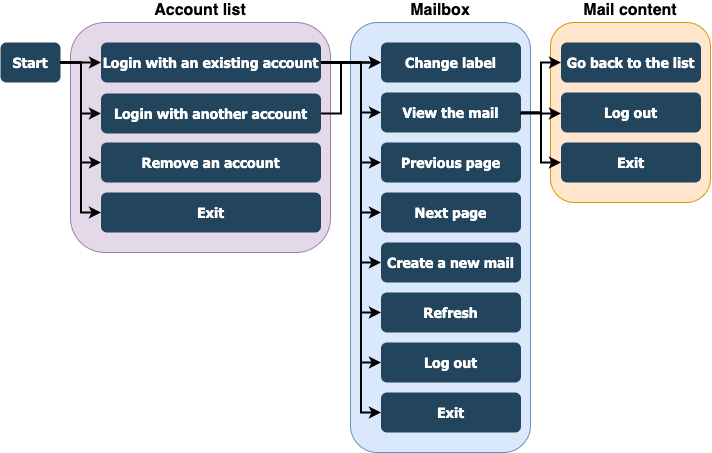 Account list
Mailbox
Mail content
Start
Login with an existing account
Login with another account
Remove an account
Exit
Change label
View the mail
Previous page
Next page
Create a new mail
Refresh
Log out
Exit
Go back to the list
Log out
Exit